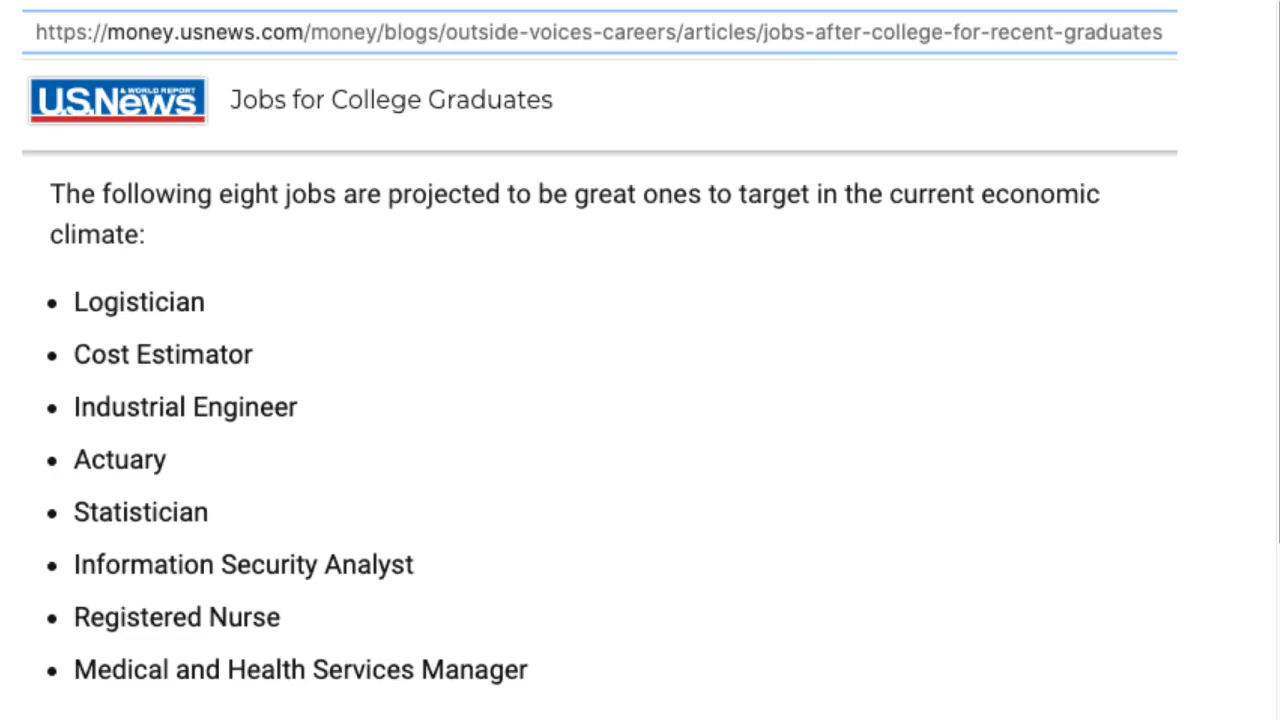 https://money.usnews.com/money/blogs/outside-voices-careers/articles/jobs-after-college-for-recent-graduates
U.S.News & WORLD REPORT Jobs for College Graduates
The following eight jobs are projected to be great ones to target in the current economic
climate:
• Logistician
• Cost Estimator
• Industrial Engineer
• Actuary
• Statistician
• Information Security Analyst
• Registered Nurse
• Medical and Health Services Manager